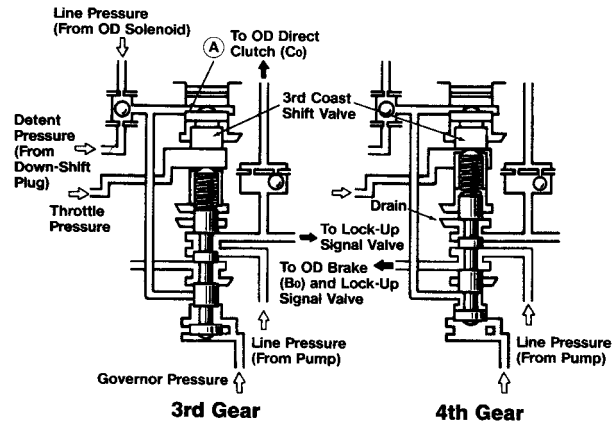 Line Pressure
(From OD Solenoid)
A
To OD Direct
Clutch (C0)
3rd Coast
Shift Valve
Detent
Pressure
(From
Down-Shift
Plug)
Throttle
Pressure
Drain
To Lock-Up
Signal Valve
To OD Brake
(B0) and Lock-Up
Signal Valve
Line Pressure
(From Pump)
Line Pressure
(From Pump)
Governor Pressure
3rd Gear
4th Gear